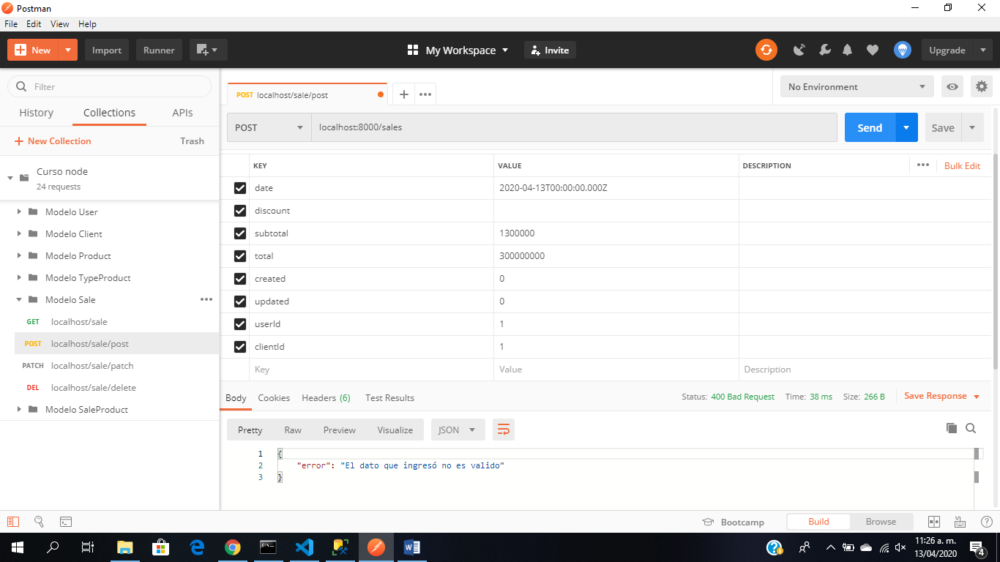 Postman
File Edit View Help
New Import Runner My Workspace Invite Upgrade
Filter
History Collections APIs
New Collection Trash
Curso node
24 requests
Modelo User
Modelo Client
Modelo Product
Modelo TypeProduct
Modelo Sale
GET localhost/sale
POST localhost/sale/post
PATCH localhost/sale/patch
DEL localhost/sale/delete
Modelo SaleProduct
POST localhost/sale/post
No Environment
POST localhost:8000/sales Send Save
KEY VALUE DESCRIPTION Bulk Edit
date 2020-04-13T00:00:00.000Z
discount
subtotal 1300000
total 300000000
created 0
updated 0
userId 1
clientId 1
Key Value Description
Body Cookies Headers (6) Test Results Status: 400 Bad Request Time: 38 ms Size: 266 B Save Response
Pretty Raw Preview Visualize JSON
1 {
2 "error": "El dato que ingresó no es valido"
3 }
Bootcamp Build Browse
11:26 a. m.
13/04/2020
4